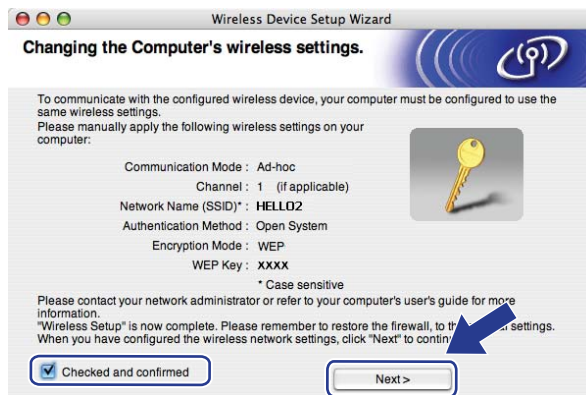 Wireless Device Setup Wizard
Changing the Computer's wireless settings.
To communicate with the configured wireless device, your computer must be configured to use the
same wireless settings.
Please manually apply the following wireless settings on your
computer:
Communication Mode : Ad-hoc
Channel : 1 (if applicable)
Network Name (SSID)* : HELLO2
Authentication Method : Open System
Encryption Mode : WEP
WEP Key : XXXX
* Case sensitive
Please contact your network administrator or refer to your computer's user's guide for more
information.
"Wireless Setup" is now complete. Please remember to restore the firewall, to settings.
When you have configured the wireless network settings, click "Next" to
Checked and confirmed
Next >